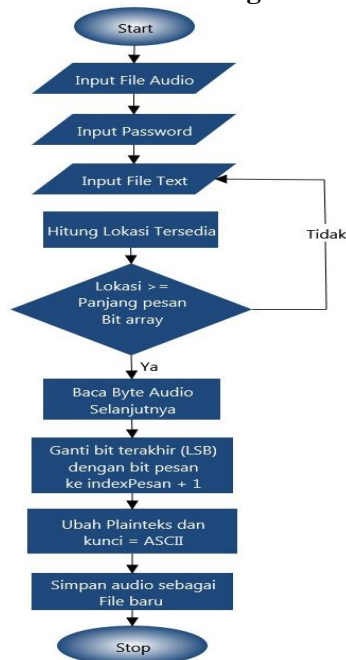 Start
Input File Audio
Input Password
Input File Text
Hitung Lokasi Tersedia
Tidak
Lokasi >=
Panjang pesan
Bit array
Ya
Baca Byte Audio
Selanjutnya
Ganti bit terakhir (LSB)
dengan bit pesan
ke indexPesan + 1
Ubah Plainteks dan
kunci = ASCII
Simpan audio sebagai
File baru
Stop